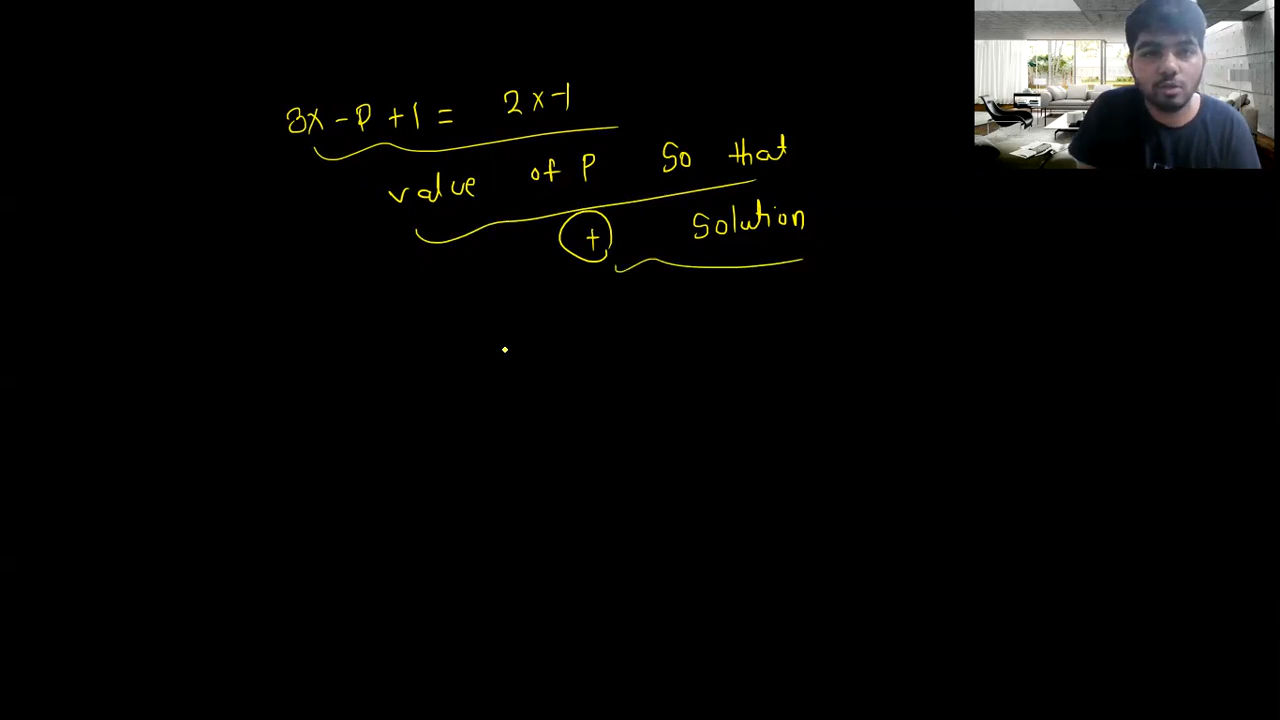 3x - P + 1 = 2x - 1
value of P so that
+ solution